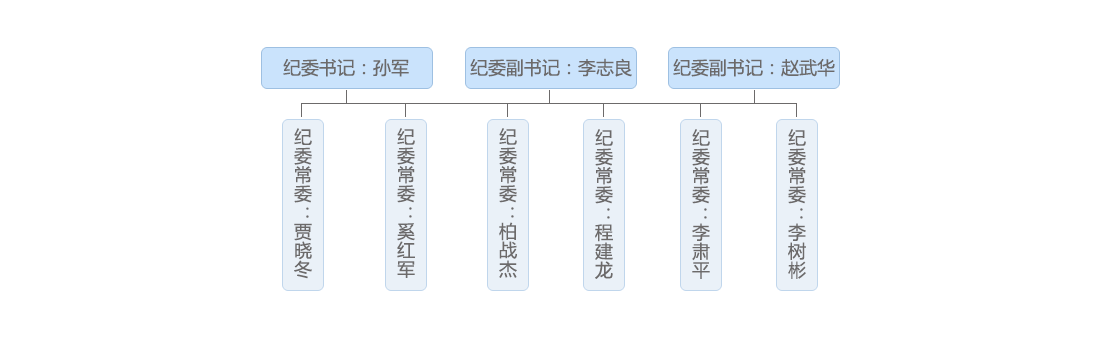 纪委书记：孙军
纪委副书记：李志良
纪委副书记：赵武华
纪委常委：贾晓冬
纪委常委：奚红军
纪委常委：柏战杰
纪委常委：程建龙
纪委常委：李肃平
纪委常委：李树彬